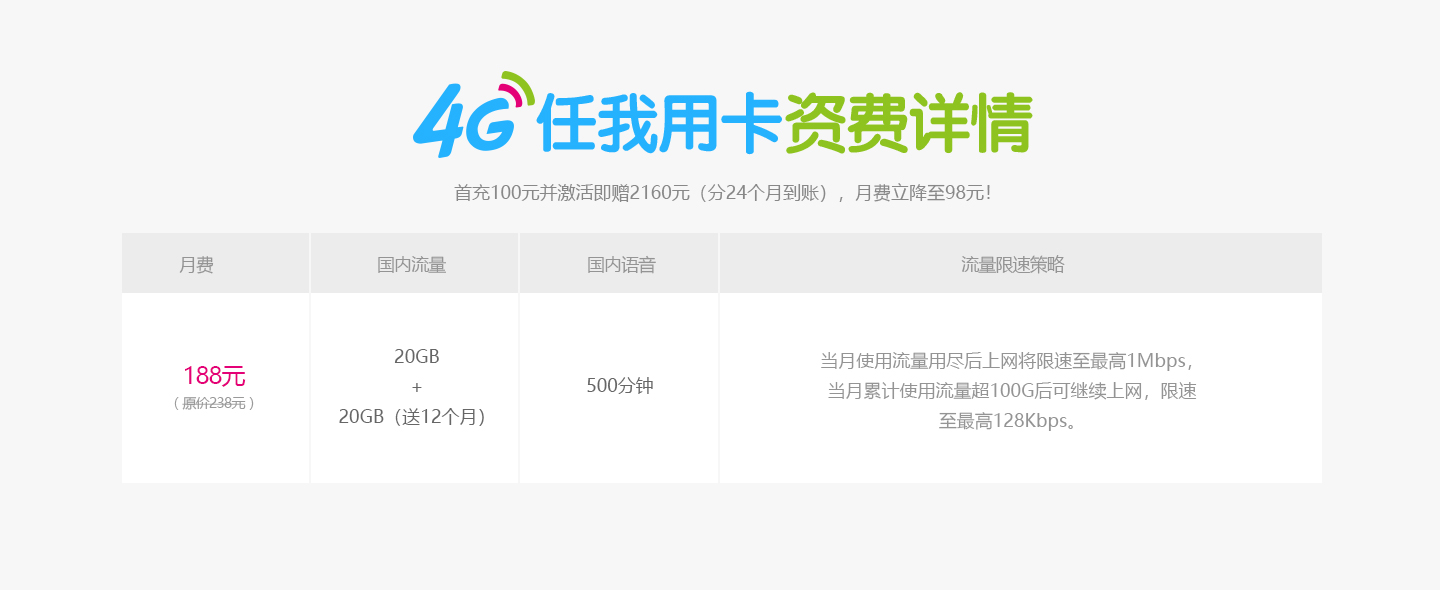 4G任我用卡资费详情
首充100元并激活即赠2160元（分24个月到账），月费立降至98元！
月费
国内流量
国内语音
流量限速策略
188元
（原价238元）
20GB
+
20GB（送12个月）
500分钟
当月使用流量用尽后上网将限速至最高1Mbps，
当月累计使用流量超100G后可继续上网，限速
至最高128Kbps。